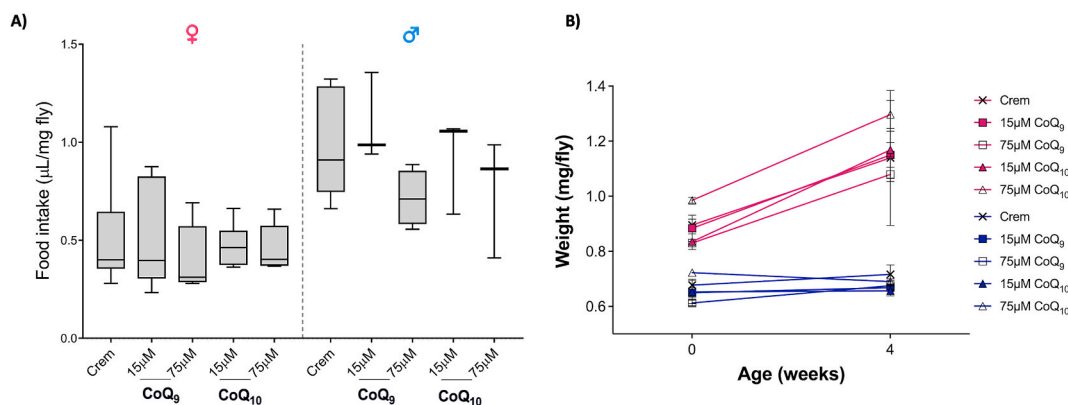 A)
♀
♂
Food intake (μL/mg fly)
1.5
1.0
0.5
0.0
Crem
15μM
75μM
15μM
75μM
Crem
15μM
75μM
15μM
75μM
CoQ₉
CoQ₁₀
CoQ₉
CoQ₁₀
B)
Weight (mg/fly)
1.4
1.2
1.0
0.8
0.6
0
4
Age (weeks)
Crem
15μM CoQ₉
75μM CoQ₉
15μM CoQ₁₀
75μM CoQ₁₀
Crem
15μM CoQ₉
75μM CoQ₉
15μM CoQ₁₀
75μM CoQ₁₀